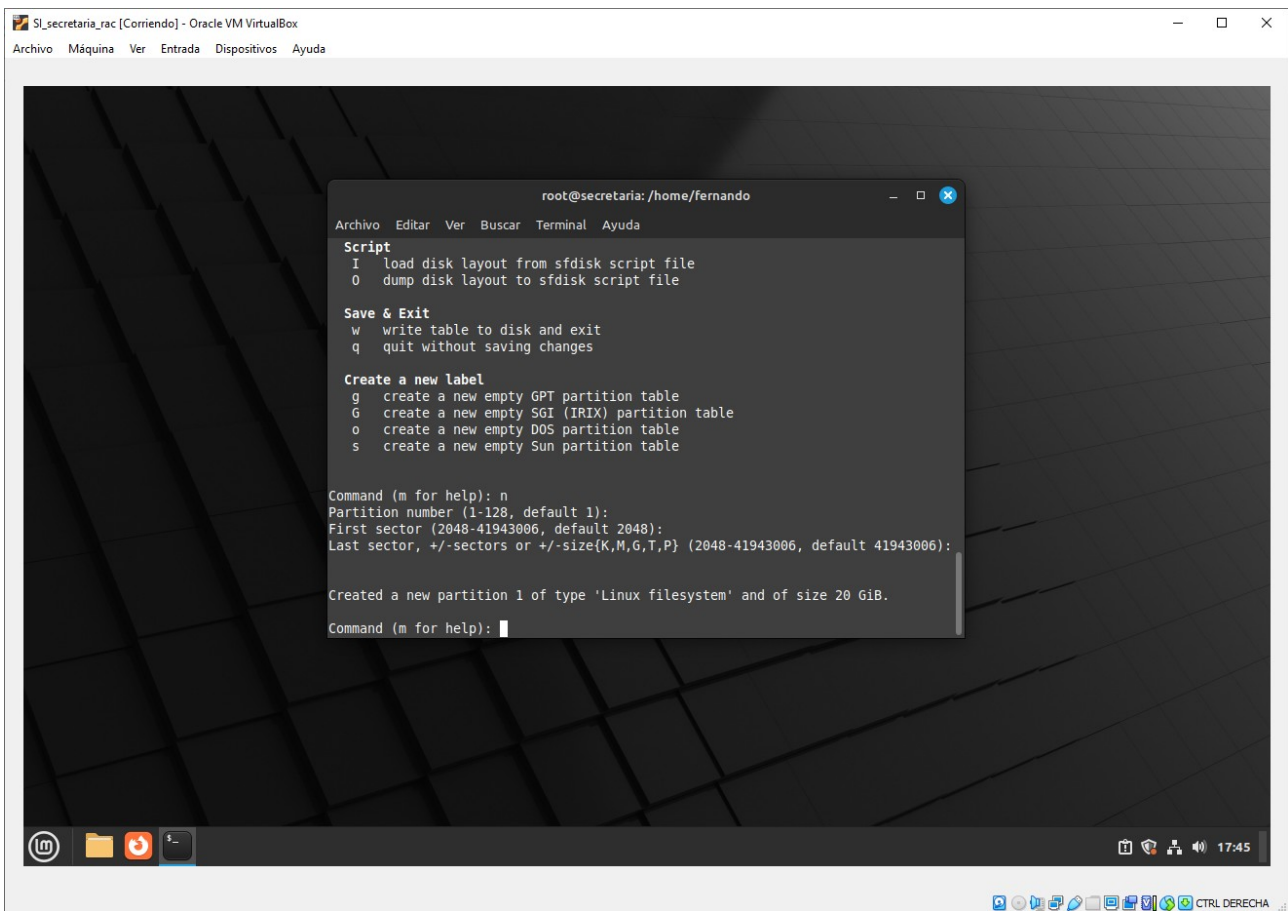 SI_secretaria_rac [Corriendo] - Oracle VM VirtualBox
Archivo Máquina Ver Entrada Dispositivos Ayuda
root@secretaria: /home/fernando
Archivo Editar Ver Buscar Terminal Ayuda
Script
I load disk layout from sfdisk script file
O dump disk layout to sfdisk script file
Save & Exit
w write table to disk and exit
q quit without saving changes
Create a new label
g create a new empty GPT partition table
G create a new empty SGI (IRIX) partition table
o create a new empty DOS partition table
s create a new empty Sun partition table
Command (m for help): n
Partition number (1-128, default 1):
First sector (2048-41943006, default 2048):
Last sector, +/-sectors or +/-size{K,M,G,T,P} (2048-41943006, default 41943006):
Created a new partition 1 of type 'Linux filesystem' and of size 20 GiB.
Command (m for help):
$_
17:45
CTRL DERECHA